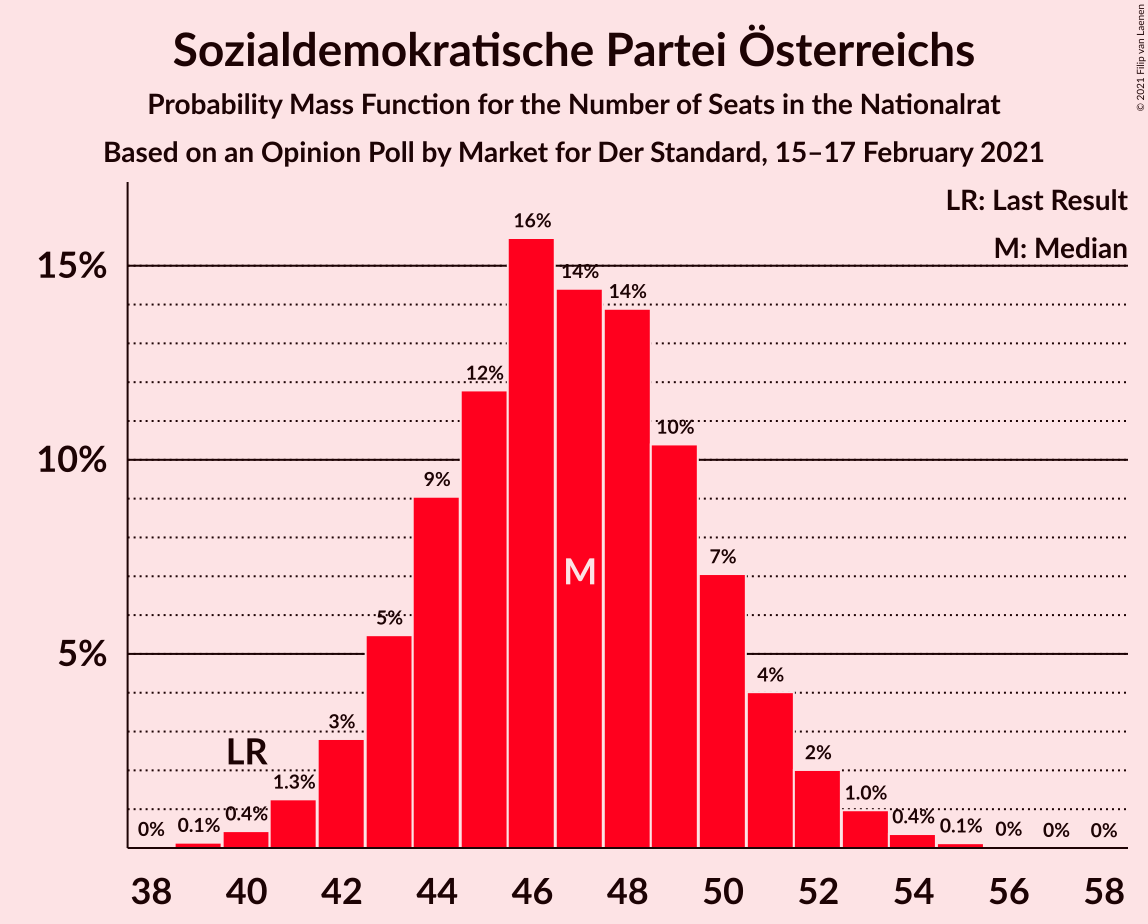 Sozialdemokratische Partei Österreichs
Probability Mass Function for the Number of Seats in the Nationalrat
Based on an Opinion Poll by Market for Der Standard, 15–17 February 2021
© 2021 Filip van Laenen
LR: Last Result
M: Median
15%
10%
5%
0%
0.1%
0.4%
1.3%
3%
5%
9%
12%
16%
14%
14%
10%
7%
4%
2%
1.0%
0.4%
0.1%
0%
0%
0%
LR
M
38 40 42 44 46 48 50 52 54 56 58